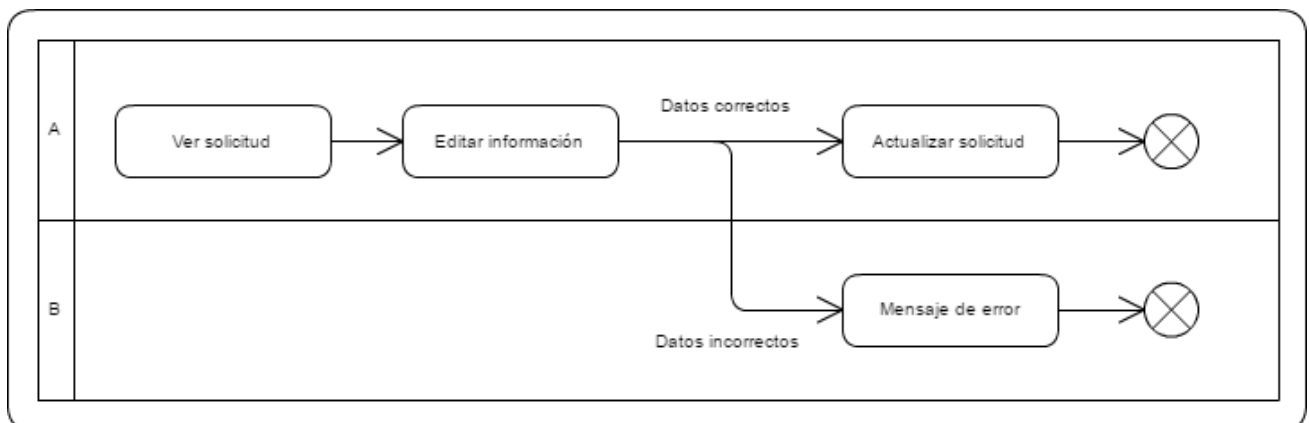 Datos correctos
A
Ver solicitud
Editar información
Actualizar solicitud
B
Mensaje de error
Datos incorrectos